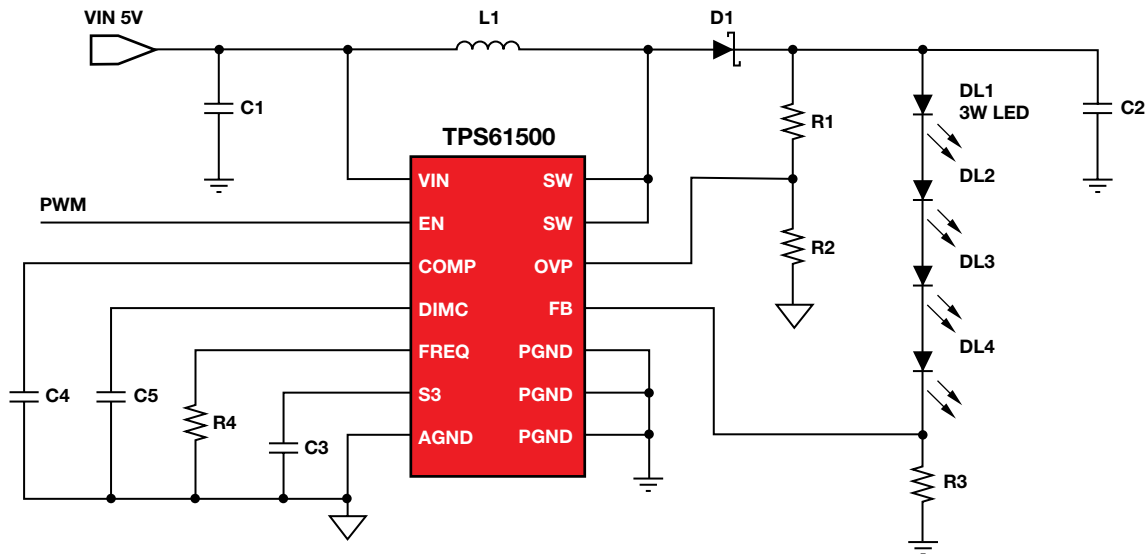 VIN 5V
L1
D1
C1
R1
DL1
3W LED
C2
TPS61500
DL2
VIN
SW
PWM
EN
SW
R2
COMP
OVP
DL3
DIMC
FB
FREQ
PGND
DL4
C4
C5
R4
S3
PGND
C3
AGND
PGND
R3